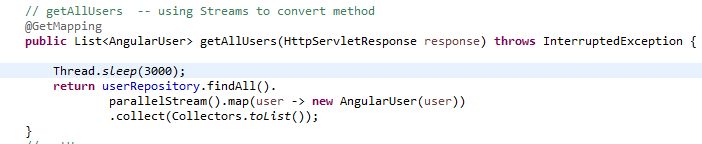 // getAllUsers  -- using Streams to convert method
@GetMapping
public List<AngularUser> getAllUsers(HttpServletResponse response) throws InterruptedException {
Thread.sleep(3000);
return userRepository.findAll().
parallelStream().map(user -> new AngularUser(user))
.collect(Collectors.toList());
}